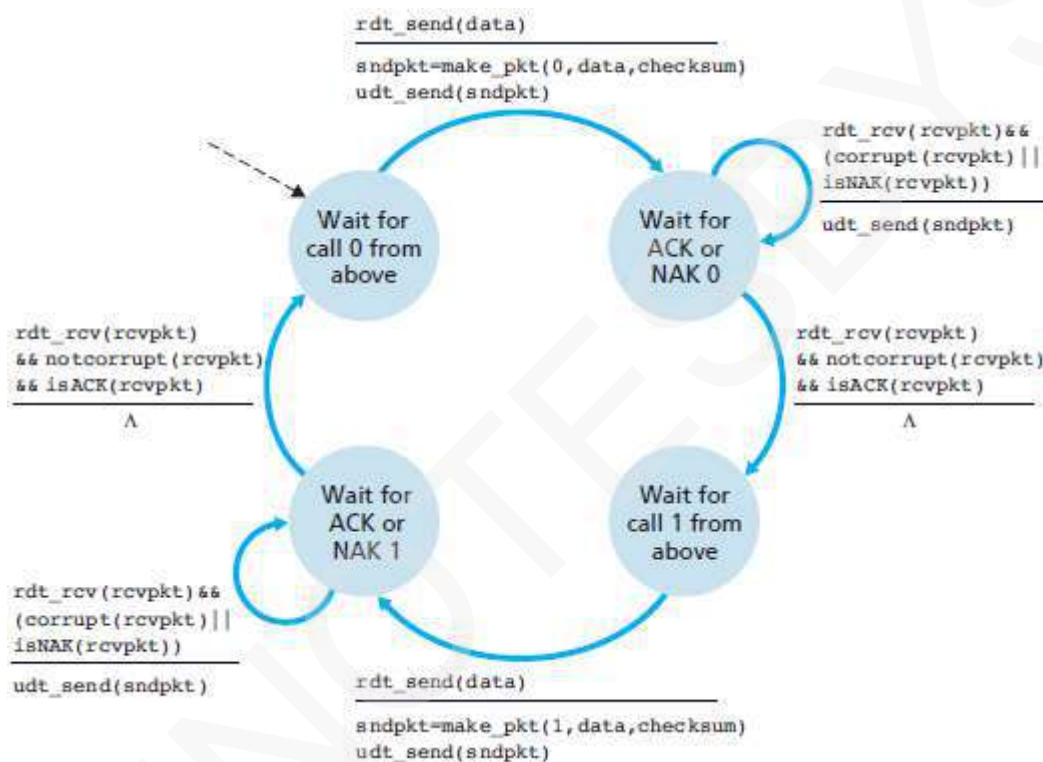 rdt_send(data)
sndpkt=make_pkt(0,data,checksum)
udt_send(sndpkt)
rdt_rcv(rcvpkt)&&
(corrupt(rcvpkt)||
isNAK(rcvpkt))
udt_send(sndpkt)
Wait for
call 0 from
above
Wait for
ACK or
NAK 0
rdt_rcv(rcvpkt)
&& notcorrupt(rcvpkt)
&& isACK(rcvpkt)
Λ
rdt_rcv(rcvpkt)
&& notcorrupt(rcvpkt)
&& isACK(rcvpkt)
Λ
Wait for
ACK or
NAK 1
Wait for
call 1 from
above
rdt_rcv(rcvpkt)&&
(corrupt(rcvpkt)||
isNAK(rcvpkt))
udt_send(sndpkt)
rdt_send(data)
sndpkt=make_pkt(1,data,checksum)
udt_send(sndpkt)